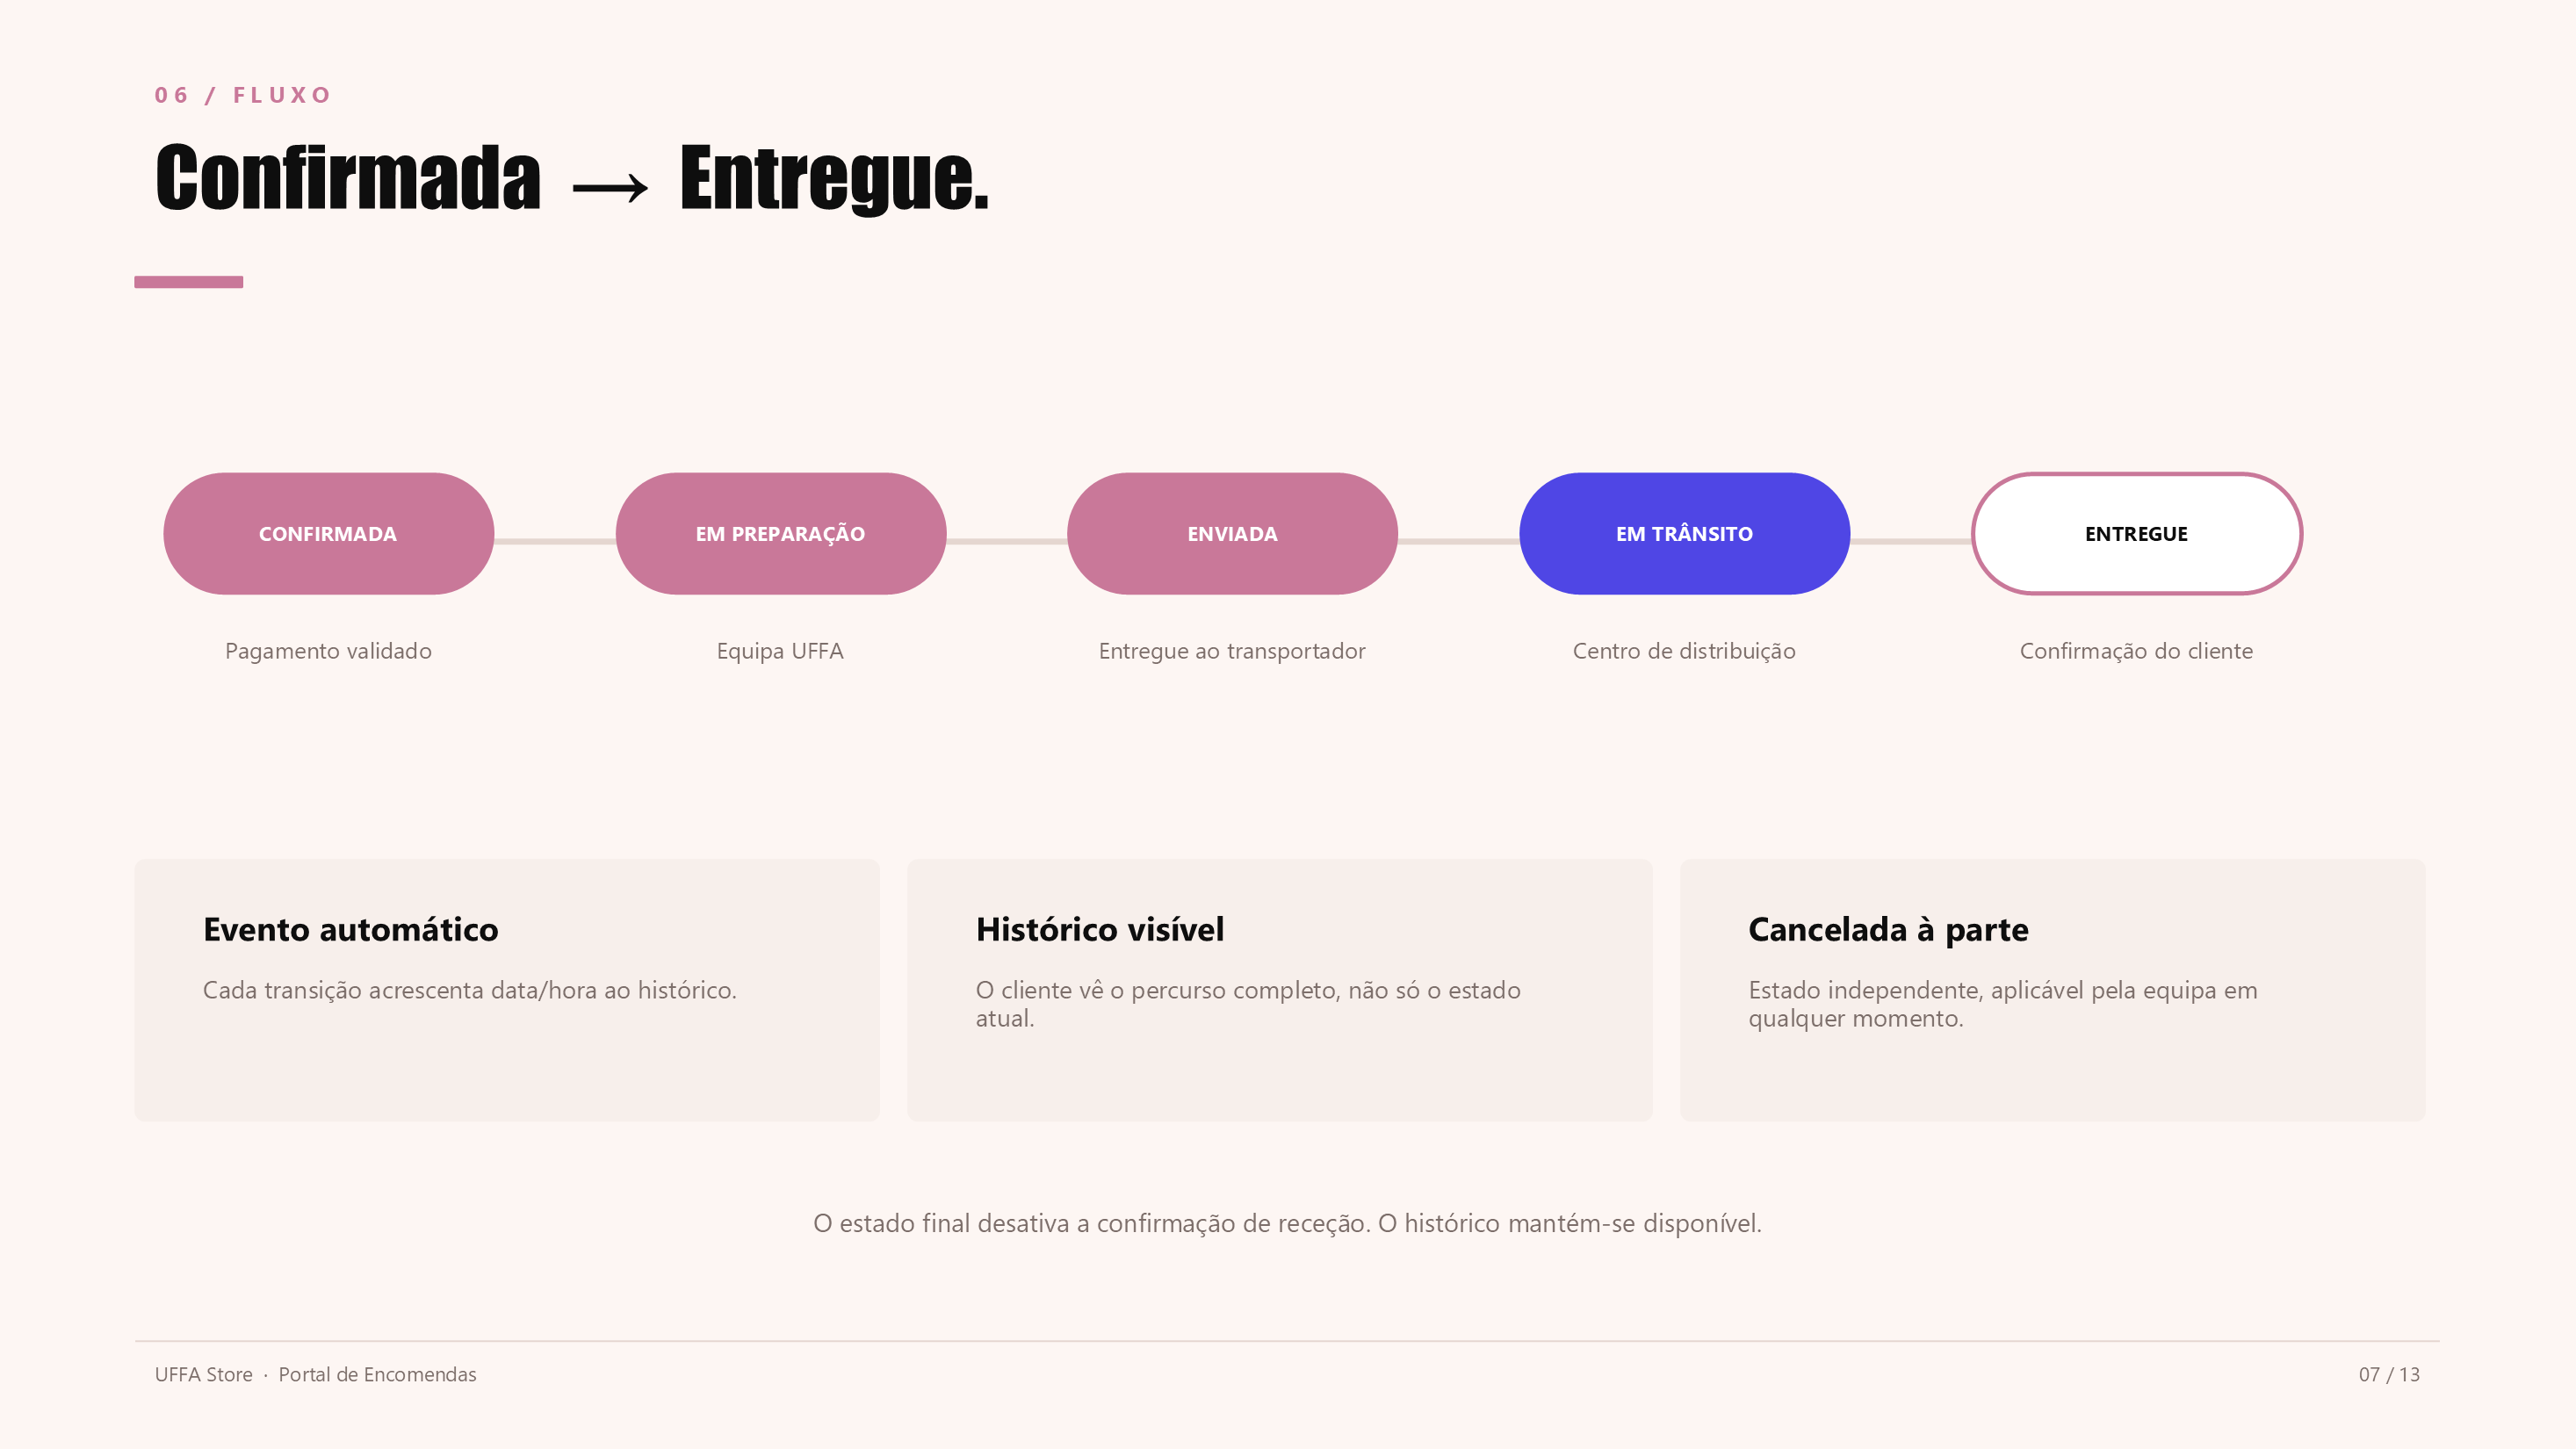 06 / FLUXO
Confirmada → Entregue.
CONFIRMADA
EM PREPARAÇÃO
ENVIADA
EM TRÂNSITO
ENTREGUE
Pagamento validado
Equipa UFFA
Entregue ao transportador
Centro de distribuição
Confirmação do cliente
Evento automático
Cada transição acrescenta data/hora ao histórico.
Histórico visível
O cliente vê o percurso completo, não só o estado
atual.
Cancelada à parte
Estado independente, aplicável pela equipa em
qualquer momento.
O estado final desativa a confirmação de receção. O histórico mantém-se disponível.
UFFA Store · Portal de Encomendas
07 / 13